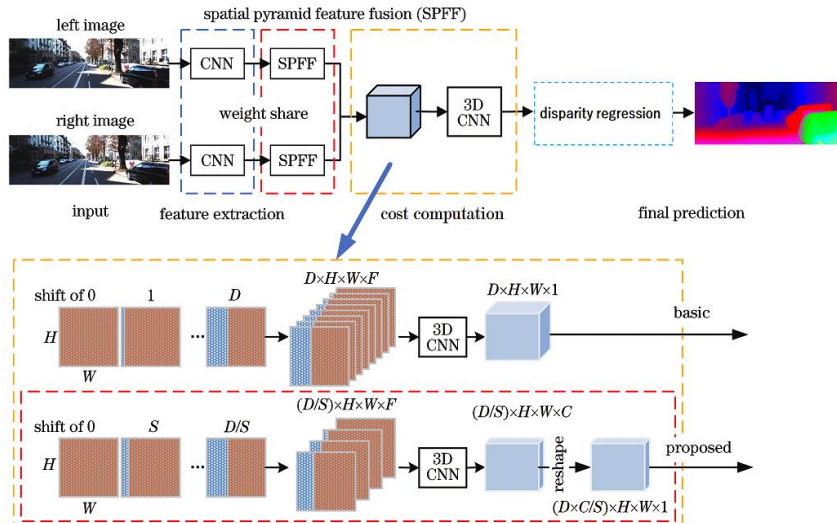 spatial pyramid feature fusion (SPFF)
left image
CNN
SPFF
right image
weight share
3D
CNN
disparity regression
CNN
SPFF
input
feature extraction
cost computation
final prediction
shift of 0
1
D
D×H×W×F
D×H×W×1
H
...
3D
CNN
basic
W
shift of 0
S
D/S
(D/S)×H×W×F
(D/S)×H×W×C
H
...
3D
CNN
reshape
proposed
W
(D×C/S)×H×W×1